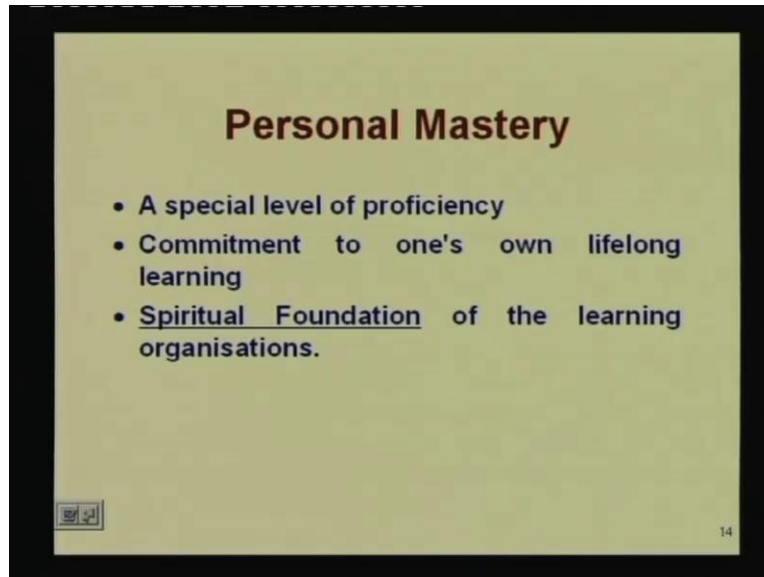 Personal Mastery
• A special level of proficiency
• Commitment to one's own lifelong
learning
• Spiritual Foundation of the learning
organisations.
14